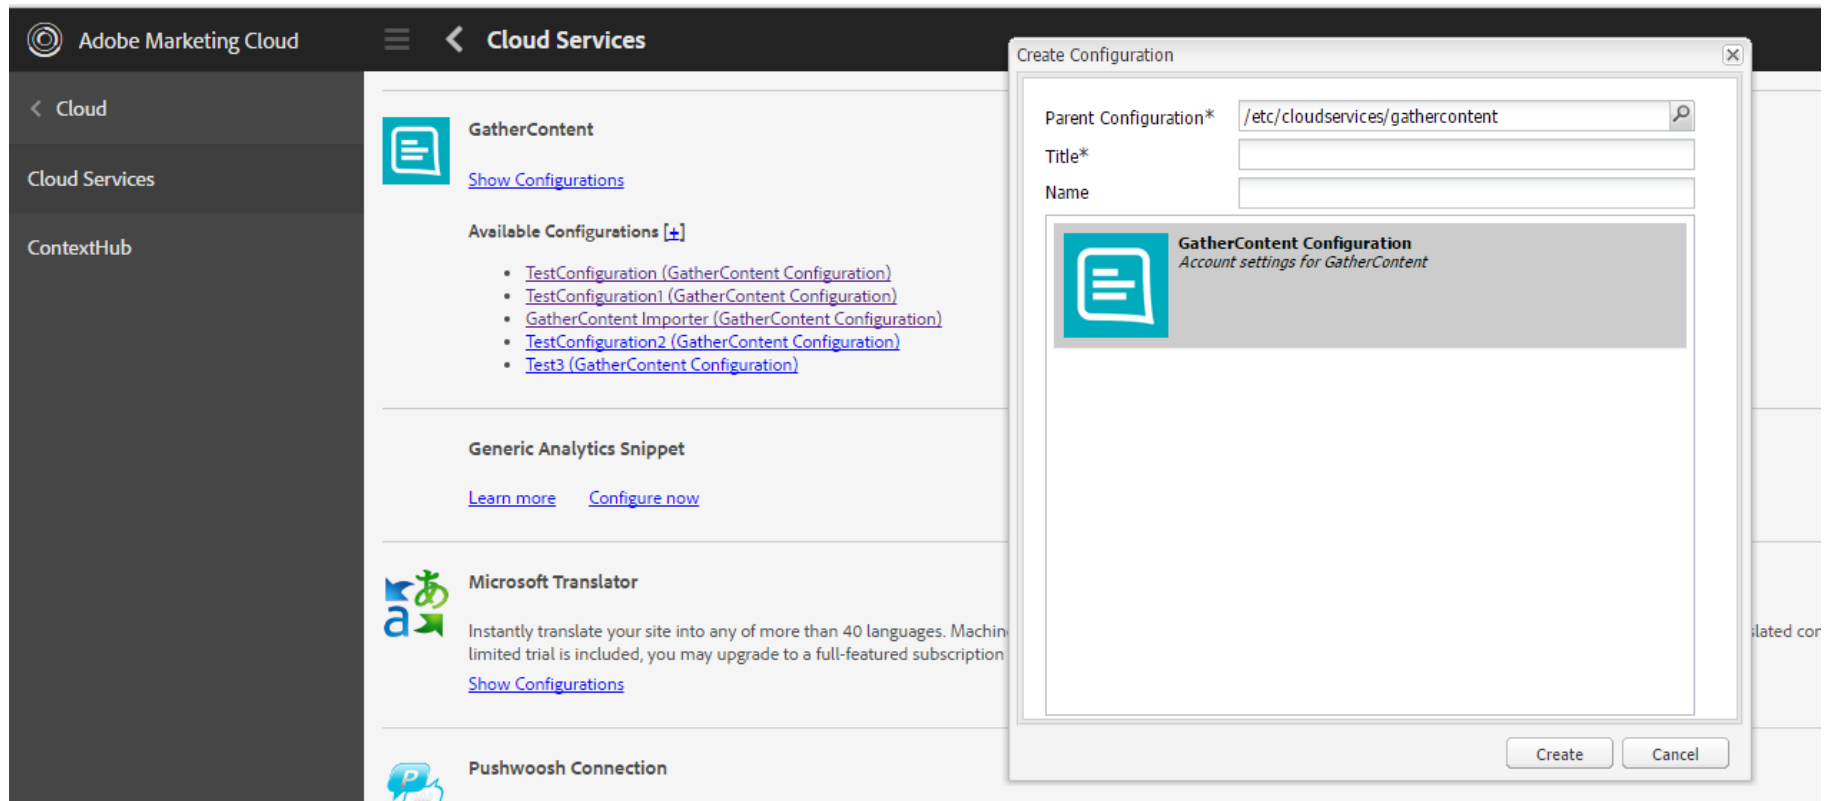 Adobe Marketing Cloud
Cloud Services
Cloud
Cloud Services
ContextHub
GatherContent
Show Configurations
Available Configurations [+]
TestConfiguration (GatherContent Configuration)
TestConfiguration1 (GatherContent Configuration)
GatherContent Importer (GatherContent Configuration)
TestConfiguration2 (GatherContent Configuration)
Test3 (GatherContent Configuration)
Generic Analytics Snippet
Learn more Configure now
Microsoft Translator
Instantly translate your site into any of more than 40 languages. Machin
limited trial is included, you may upgrade to a full-featured subscription
Show Configurations
Pushwoosh Connection
Create Configuration
Parent Configuration* /etc/cloudservices/gathercontent
Title*
Name
GatherContent Configuration
Account settings for GatherContent
Create Cancel
slated cor
あ
a
P